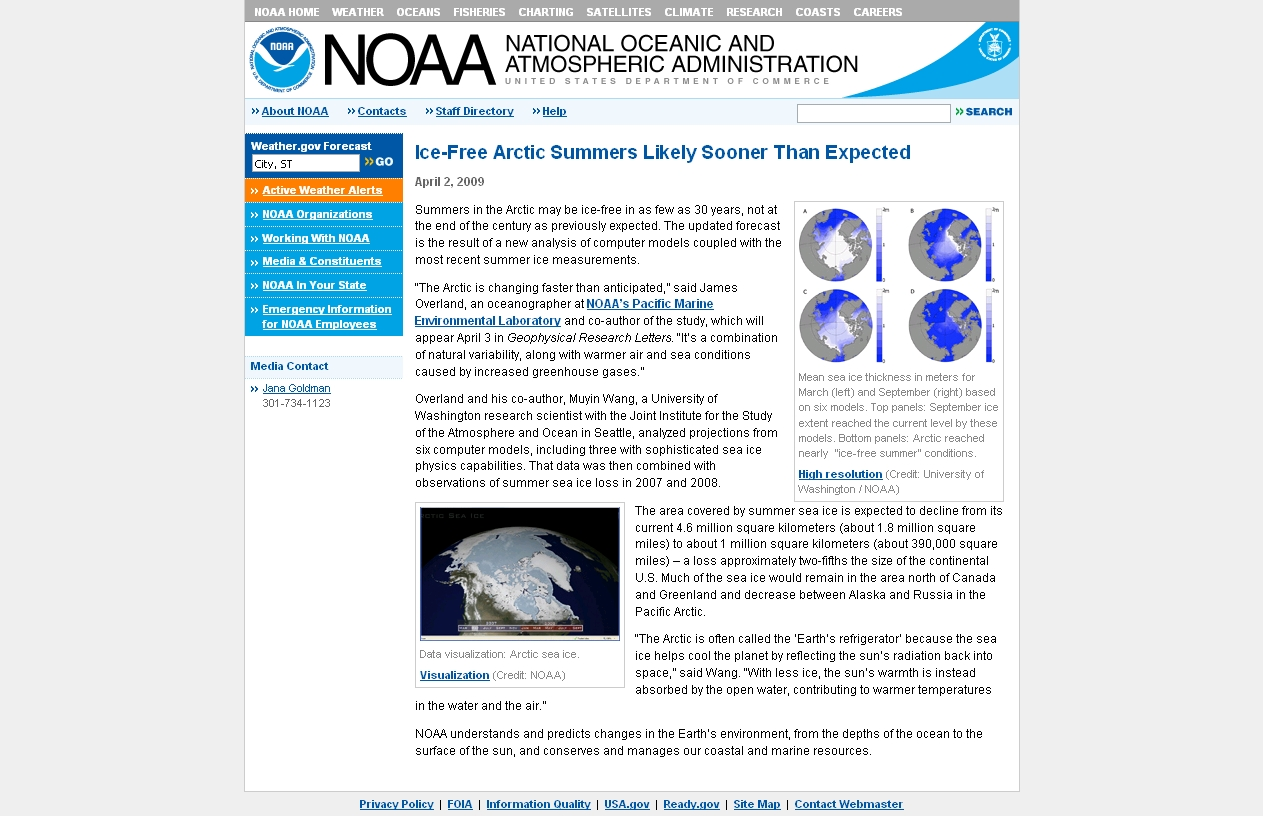 NOAA HOME WEATHER OCEANS FISHERIES CHARTING SATELLITES CLIMATE RESEARCH COASTS CAREERS
NOAA
NOAA NATIONAL OCEANIC AND
ATMOSPHERIC ADMINISTRATION
UNITED STATES DEPARTMENT OF COMMERCE
» About NOAA » Contacts » Staff Directory » Help » SEARCH
Weather.gov Forecast
City, ST » GO
» Active Weather Alerts
» NOAA Organizations
» Working With NOAA
» Media & Constituents
» NOAA In Your State
» Emergency Information
for NOAA Employees
Media Contact
» Jana Goldman
301-734-1123
Ice-Free Arctic Summers Likely Sooner Than Expected
April 2, 2009
Summers in the Arctic may be ice-free in as few as 30 years, not at
the end of the century as previously expected. The updated forecast
is the result of a new analysis of computer models coupled with the
most recent summer ice measurements.
"The Arctic is changing faster than anticipated," said James
Overland, an oceanographer at NOAA's Pacific Marine
Environmental Laboratory and co-author of the study, which will
appear April 3 in Geophysical Research Letters. "It's a combination
of natural variability, along with warmer air and sea conditions
caused by increased greenhouse gases."
Overland and his co-author, Muyin Wang, a University of
Washington research scientist with the Joint Institute for the Study
of the Atmosphere and Ocean in Seattle, analyzed projections from
six computer models, including three with sophisticated sea ice
physics capabilities. That data was then combined with
observations of summer sea ice loss in 2007 and 2008.
A B
C D
Mean sea ice thickness in meters for
March (left) and September (right) based
on six models. Top panels: September ice
extent reached the current level by these
models. Bottom panels: Arctic reached
nearly "ice-free summer" conditions.
High resolution (Credit: University of
Washington / NOAA)
ARCTIC SEA ICE
Data visualization: Arctic sea ice.
Visualization (Credit: NOAA)
The area covered by summer sea ice is expected to decline from its
current 4.6 million square kilometers (about 1.8 million square
miles) to about 1 million square kilometers (about 390,000 square
miles) – a loss approximately two-fifths the size of the continental
U.S. Much of the sea ice would remain in the area north of Canada
and Greenland and decrease between Alaska and Russia in the
Pacific Arctic.
"The Arctic is often called the 'Earth's refrigerator' because the sea
ice helps cool the planet by reflecting the sun's radiation back into
space," said Wang. "With less ice, the sun's warmth is instead
absorbed by the open water, contributing to warmer temperatures
in the water and the air."
NOAA understands and predicts changes in the Earth's environment, from the depths of the ocean to the
surface of the sun, and conserves and manages our coastal and marine resources.
Privacy Policy | FOIA | Information Quality | USA.gov | Ready.gov | Site Map | Contact Webmaster